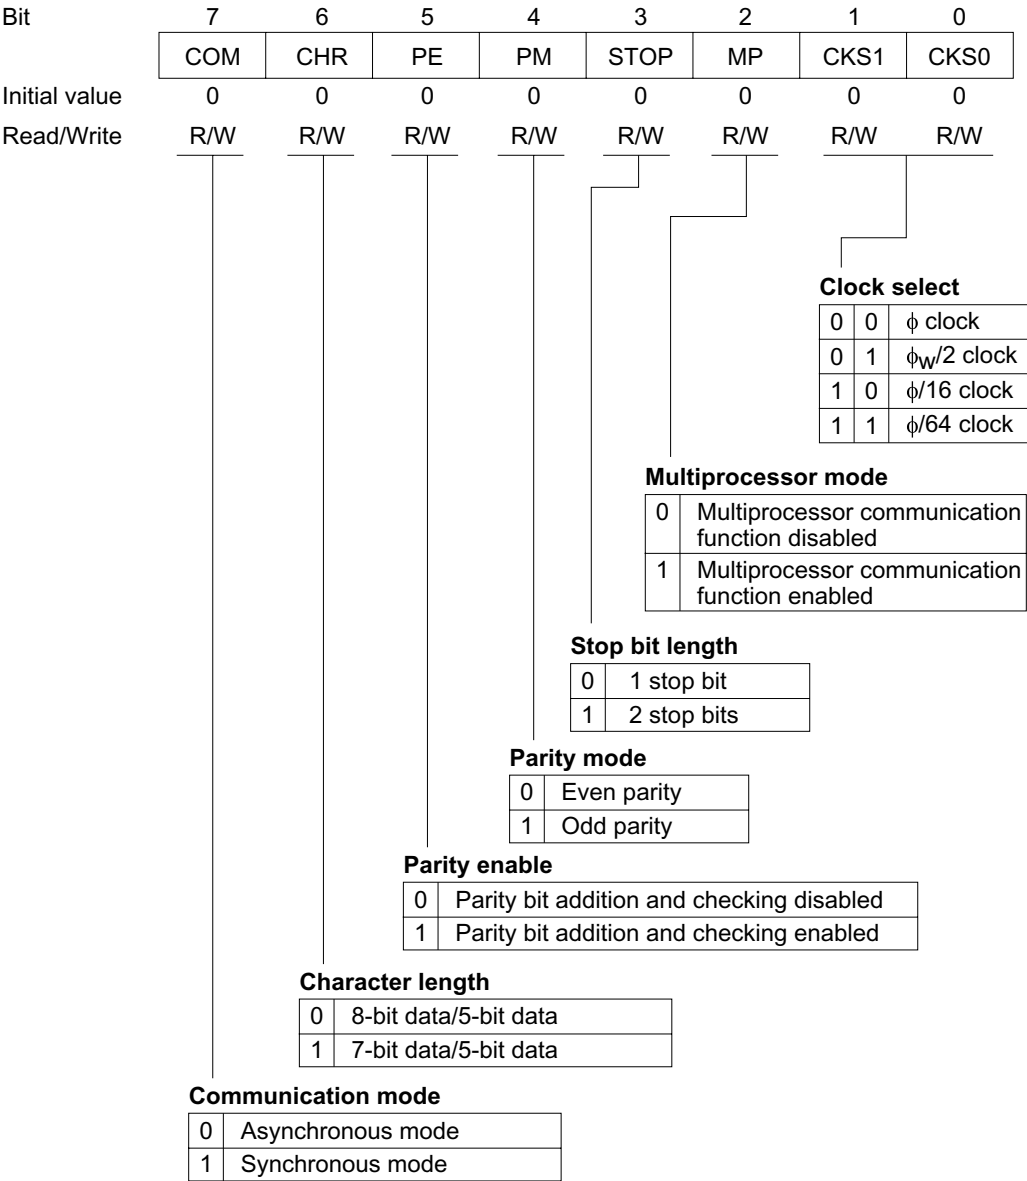 Bit 7 6 5 4 3 2 1 0
COM CHR PE PM STOP MP CKS1 CKS0
Initial value 0 0 0 0 0 0 0 0
Read/Write R/W R/W R/W R/W R/W R/W R/W R/W
Clock select
0 0 ϕ clock
0 1 ϕW/2 clock
1 0 ϕ/16 clock
1 1 ϕ/64 clock
Multiprocessor mode
0 Multiprocessor communication
function disabled
1 Multiprocessor communication
function enabled
Stop bit length
0 1 stop bit
1 2 stop bits
Parity mode
0 Even parity
1 Odd parity
Parity enable
0 Parity bit addition and checking disabled
1 Parity bit addition and checking enabled
Character length
0 8-bit data/5-bit data
1 7-bit data/5-bit data
Communication mode
0 Asynchronous mode
1 Synchronous mode